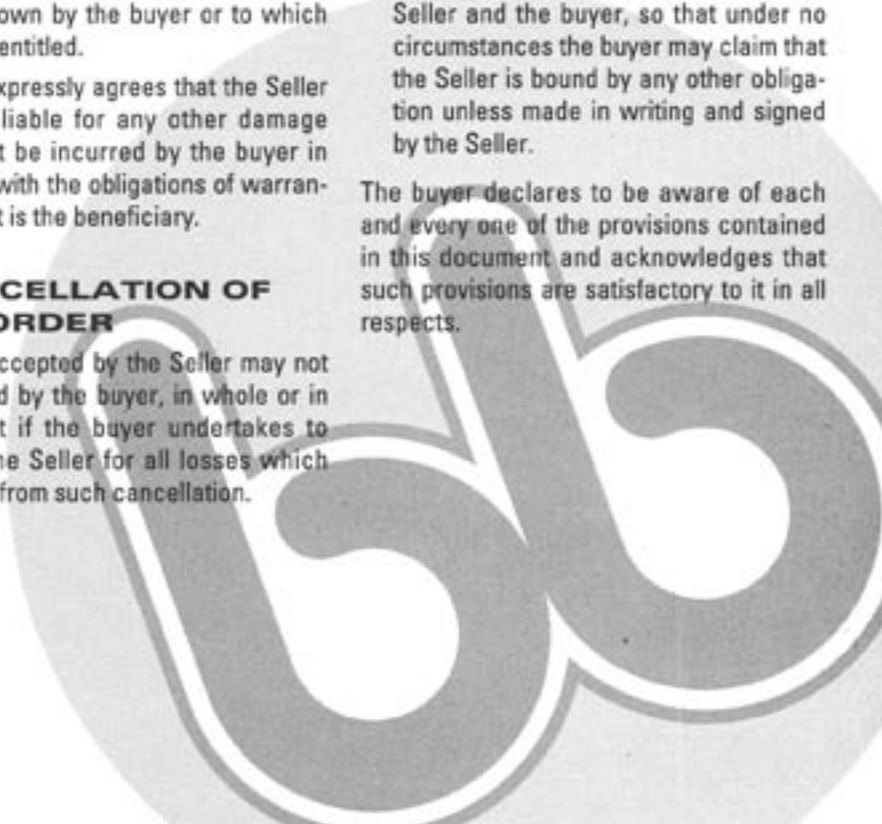 own by the buyer or to which
entitled.
xpressly agrees that the Seller
liable for any other damage
t be incurred by the buyer in
with the obligations of warran-
t is the beneficiary.
CELLATION OF
ORDER
ccepted by the Seller may not
d by the buyer, in whole or in
t if the buyer undertakes to
he Seller for all losses which
from such cancellation.
Seller and the buyer, so that under no
circumstances the buyer may claim that
the Seller is bound by any other obliga-
tion unless made in writing and signed
by the Seller.
The buyer declares to be aware of each
and every one of the provisions contained
in this document and acknowledges that
such provisions are satisfactory to it in all
respects.
bb